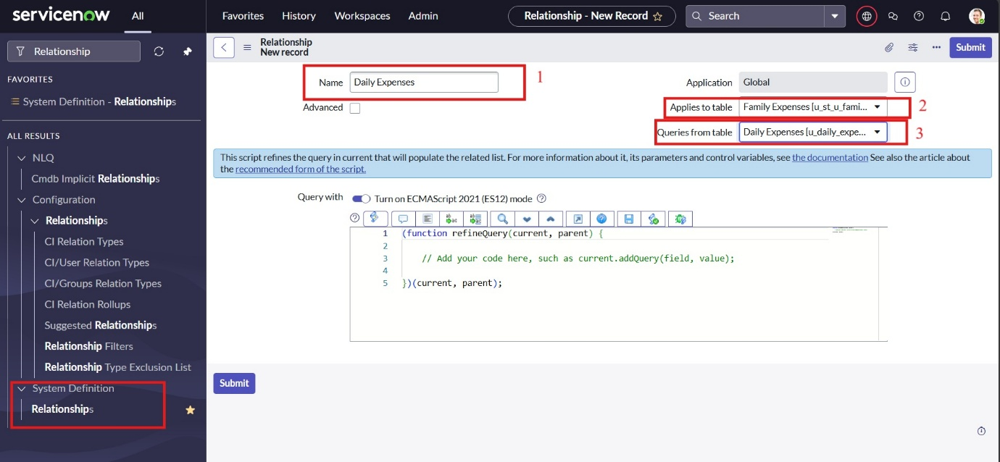 servicenow
All
Favorites
History
Workspaces
Admin
Relationship - New Record
Search
Relationship
FAVORITES
System Definition - Relationships
ALL RESULTS
NLQ
Cmdb Implicit Relationships
Configuration
Relationships
CI Relation Types
CI/User Relation Types
CI/Groups Relation Types
CI Relation Rollups
Suggested Relationships
Relationship Filters
Relationship Type Exclusion List
System Definition
Relationships
Relationship
New record
Submit
Name Daily Expenses 1
Application Global
Advanced
Applies to table Family Expenses [u_st_u_fami... 2
Queries from table Daily Expenses [u_daily_expe... 3
This script refines the query in current that will populate the related list. For more information about it, its parameters and control variables, see the documentation See also the article about
the recommended form of the script.
Query with Turn on ECMAScript 2021 (ES12) mode
1 (function refineQuery(current, parent) {
2
3 // Add your code here, such as current.addQuery(field, value);
4
5 })(current, parent);
Submit